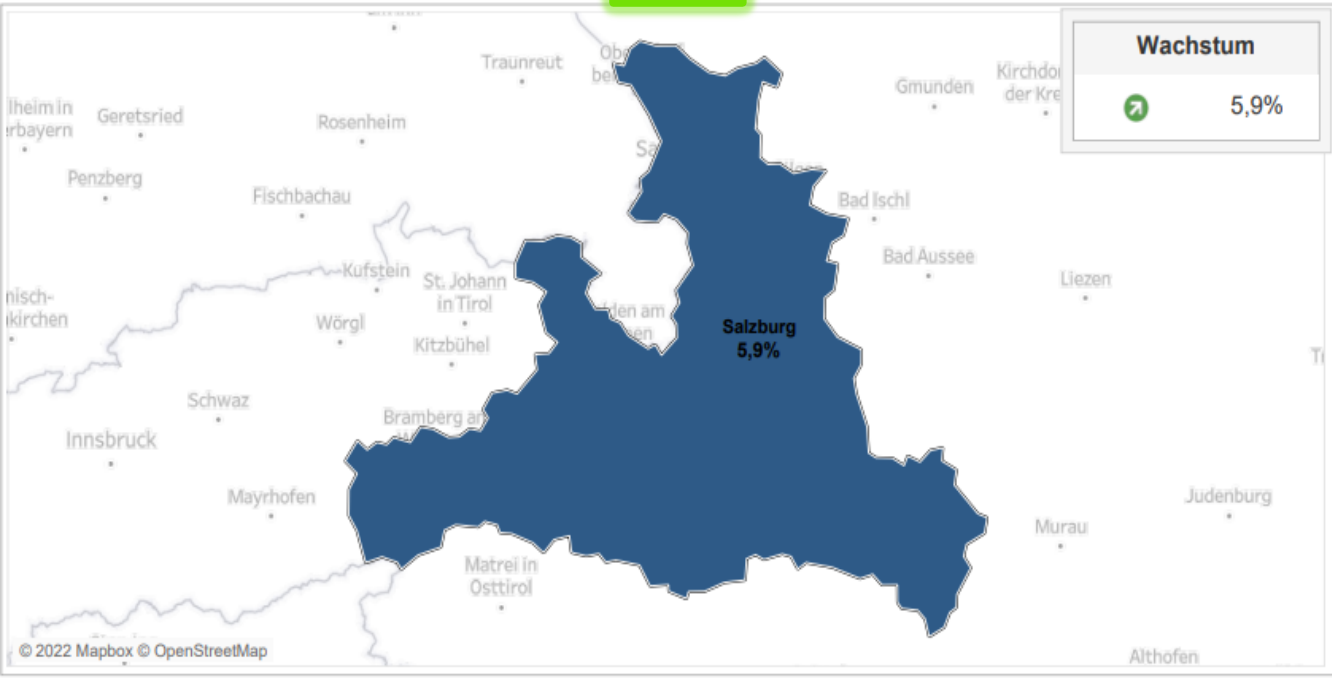 Wachstum
5,9%
Traunreut
Gmunden
Geretsried
Rosenheim
Penzberg
Fischbachau
Bad Ischl
Bad Aussee
Kufstein
St. Johann
in Tirol
Liezen
Wörgl
Kitzbühel
Salzburg
5,9%
Schwaz
Bramberg
Innsbruck
Mayrhofen
Judenburg
Murau
Matrei in
Osttirol
© 2022 Mapbox © OpenStreetMap
Althofen